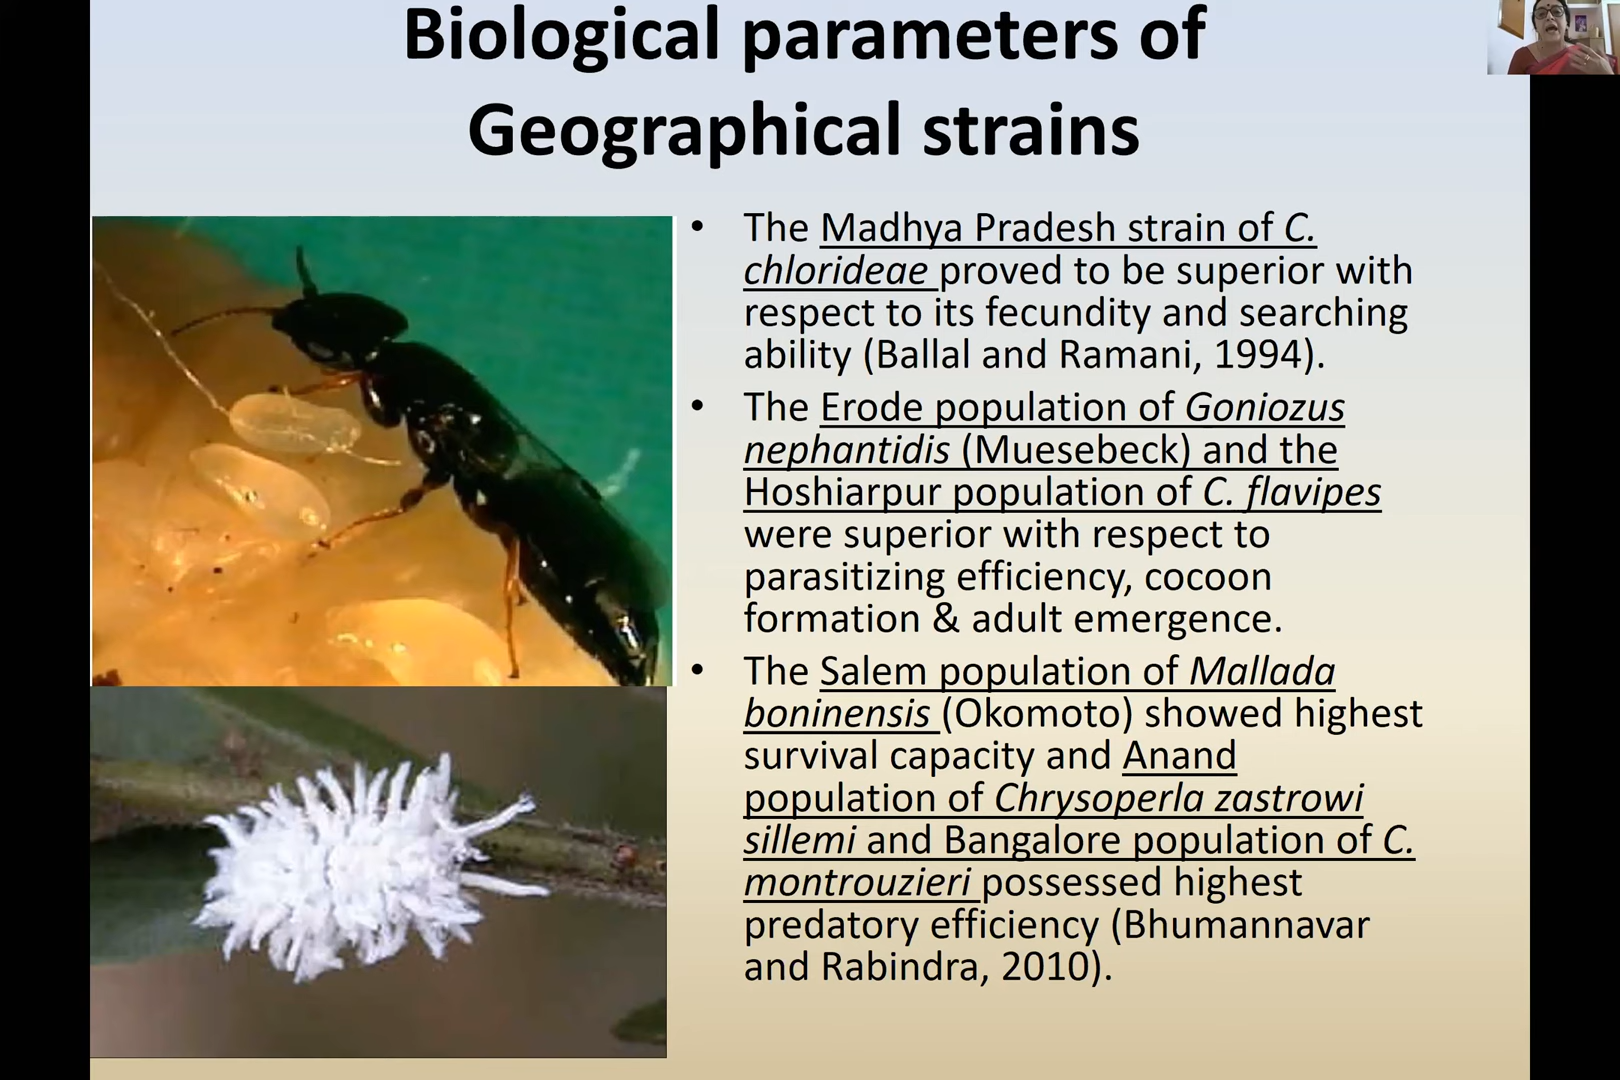 Biological parameters of
Geographical strains
• The Madhya Pradesh strain of C.
chlorideae proved to be superior with
respect to its fecundity and searching
ability (Ballal and Ramani, 1994).
• The Erode population of Goniozus
nephantidis (Muesebeck) and the
Hoshiarpur population of C. flavipes
were superior with respect to
parasitizing efficiency, cocoon
formation & adult emergence.
• The Salem population of Mallada
boninensis (Okomoto) showed highest
survival capacity and Anand
population of Chrysoperla zastrowi
sillemi and Bangalore population of C.
montrouzieri possessed highest
predatory efficiency (Bhumannavar
and Rabindra, 2010).